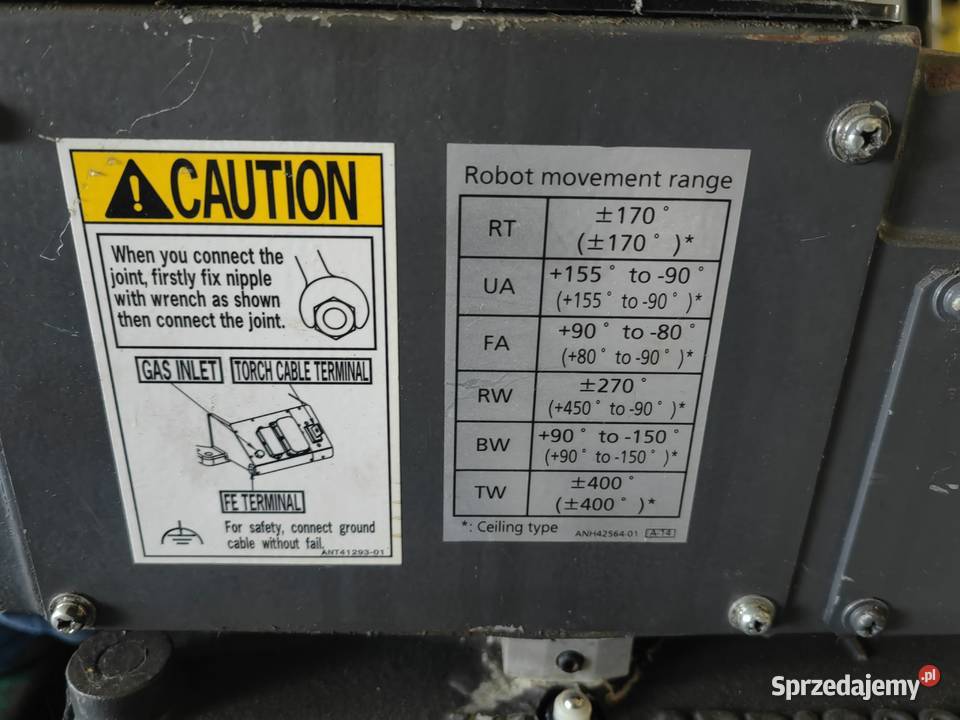 CAUTION
When you connect the
joint, firstly fix nipple
with wrench as shown
then connect the joint.
GAS INLET TORCH CABLE TERMINAL
FE TERMINAL
For safety, connect ground
cable without fail.
ANT41293-01
Robot movement range
RT ±170°
(±170°)*
UA +155° to -90°
(+155° to -90°)*
FA +90° to -80°
(+80° to -90°)*
RW ±270°
(+450° to -90°)*
BW +90° to -150°
(+90° to -150°)*
TW ±400°
(±400°)*
*: Ceiling type ANH42564-01 A-14
Sprzedajemy.pl